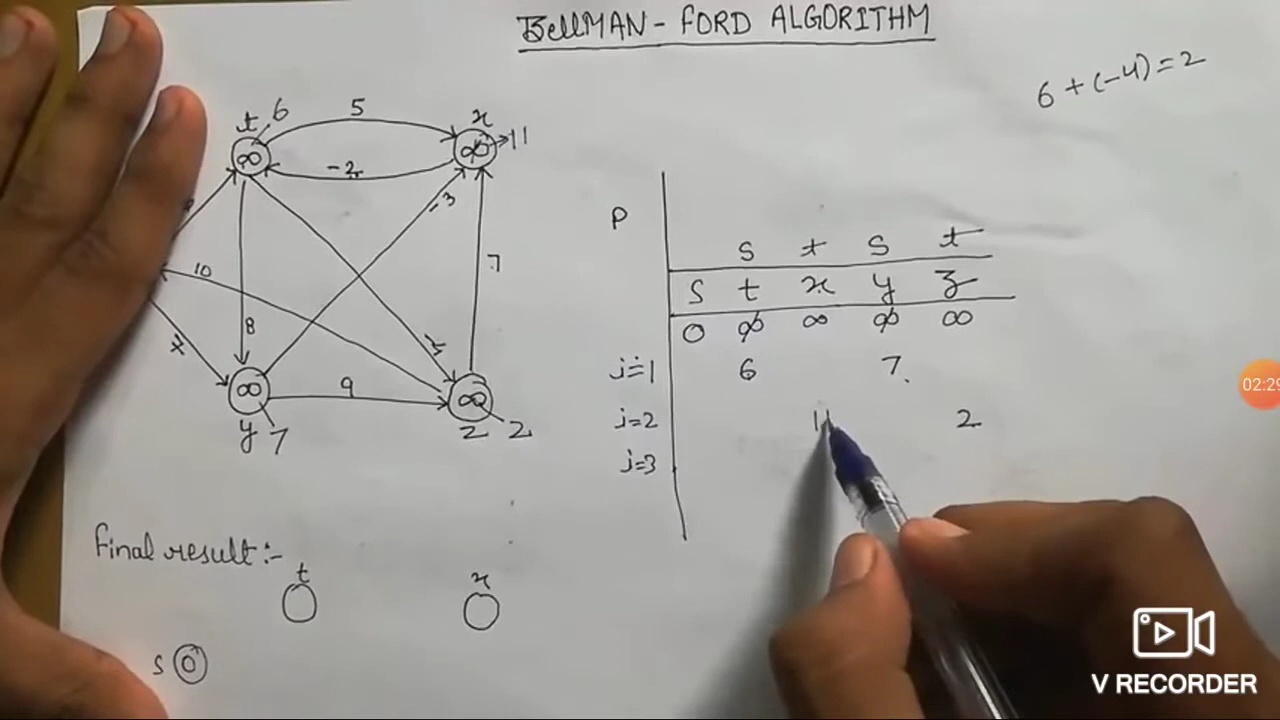 BellMAN - FORD ALGORITHM
6 + (-4) = 2
t 6 5 x 11
-2
-3
10 7
8
7 9
y 7 z 2
P
s t s t
s t x y z
0 ∞ ∞ ∞ ∞
i=1 6 7
i=2 11 2
i=3
final result :-
t x
s 0
02:29
V RECORDER